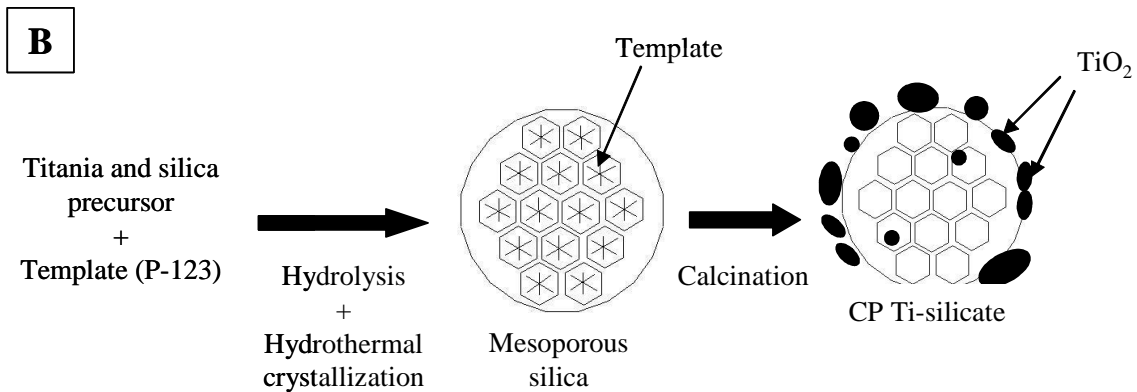 B
Template
TiO₂
Titania and silica
precursor
+
Template (P-123)
Hydrolysis
+
Hydrothermal
crystallization
Mesoporous
silica
Calcination
CP Ti-silicate